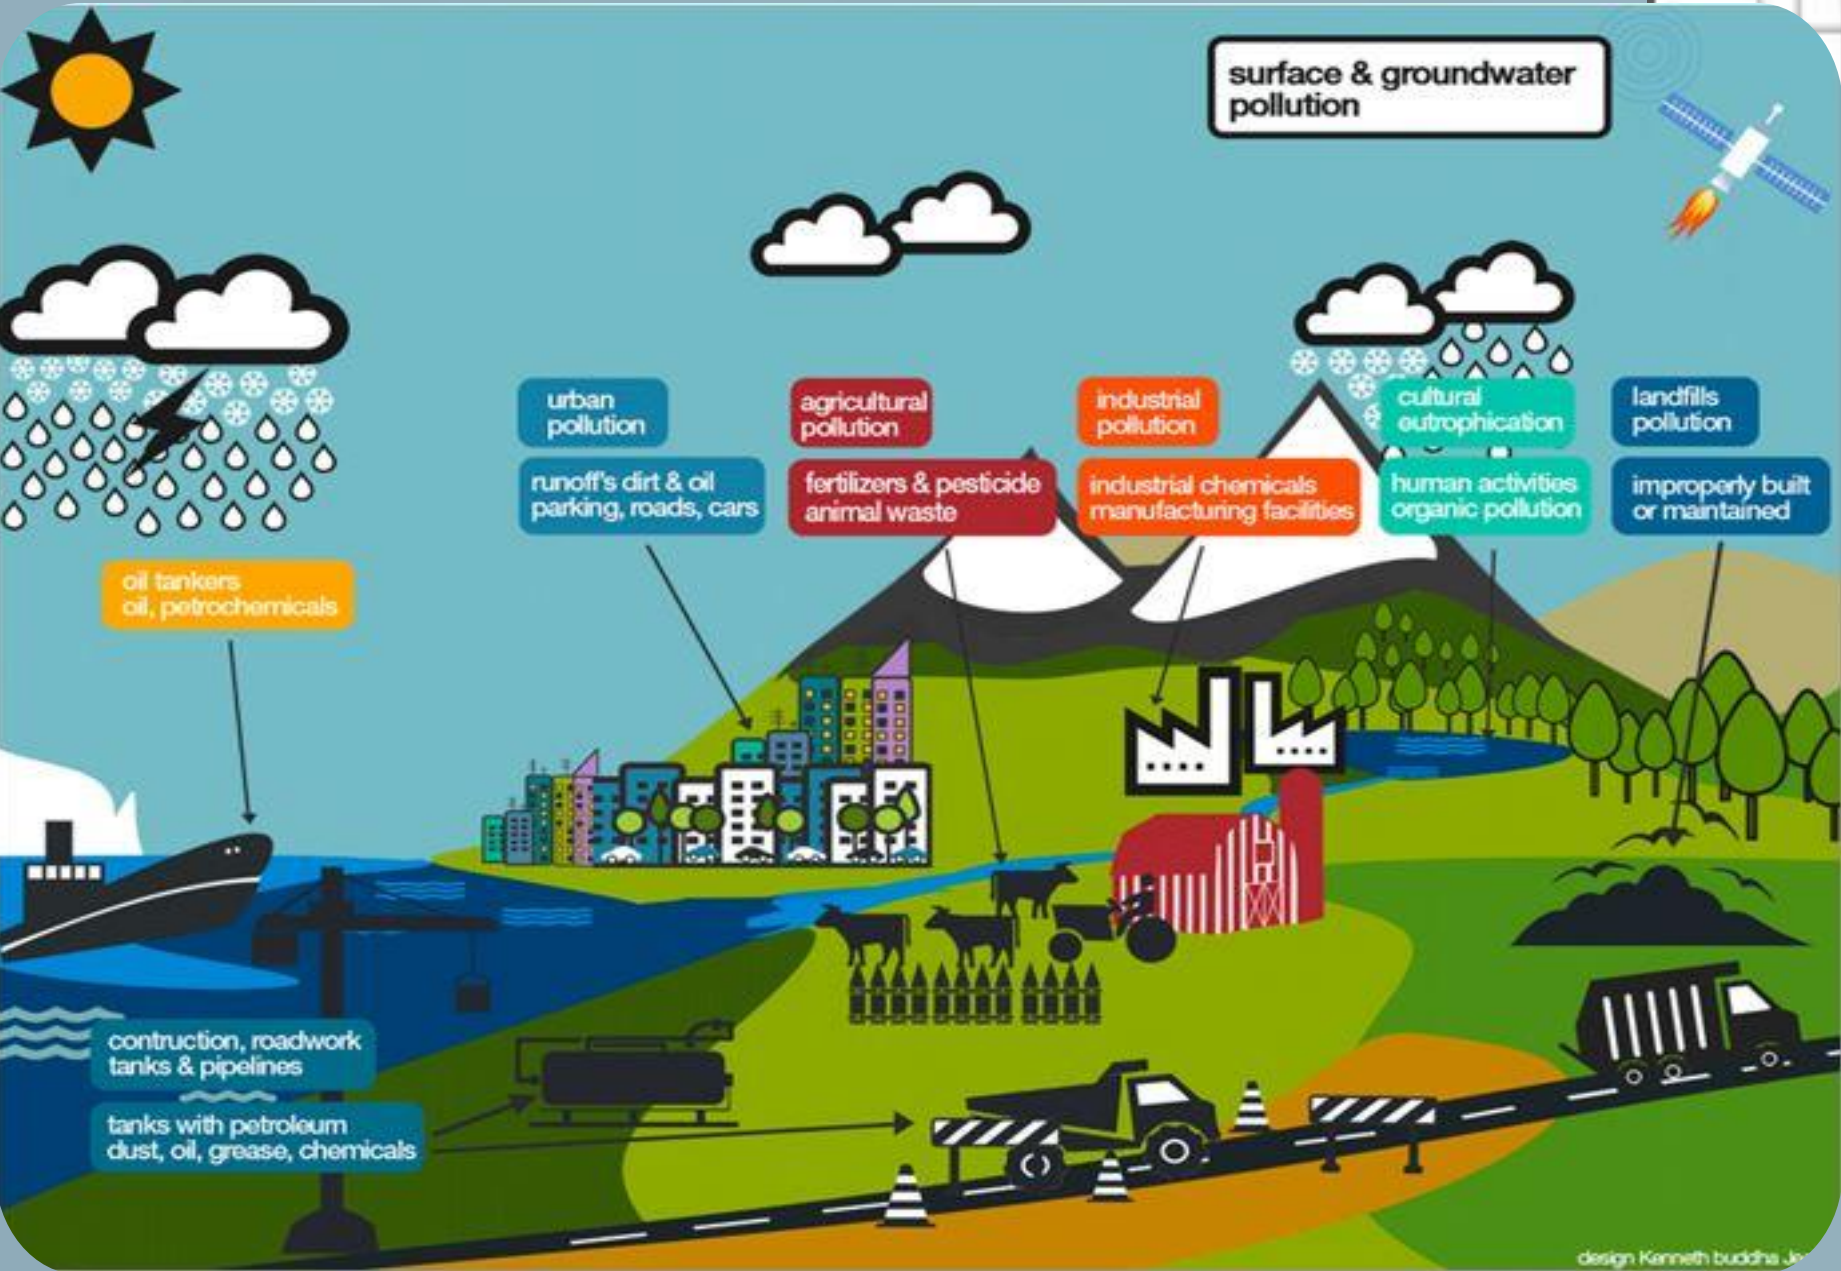 surface & groundwater
pollution
urban
pollution
runoff's dirt & oil
parking, roads, cars
agricultural
pollution
fertilizers & pesticide
animal waste
industrial
pollution
industrial chemicals
manufacturing facilities
cultural
eutrophication
human activities
organic pollution
landfills
pollution
improperly built
or maintained
oil tankers
oil, petrochemicals
contruction, roadwork
tanks & pipelines
tanks with petroleum
dust, oil, grease, chemicals
design Kenneth buddha